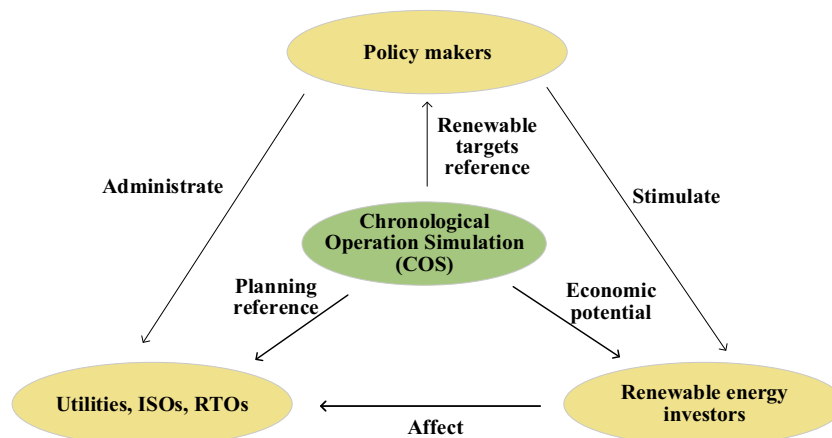 Policy makers
Renewable
targets
reference
Administrate
Stimulate
Chronological
Operation Simulation
(COS)
Planning
reference
Economic
potential
Utilities, ISOs, RTOs
Renewable energy
investors
Affect